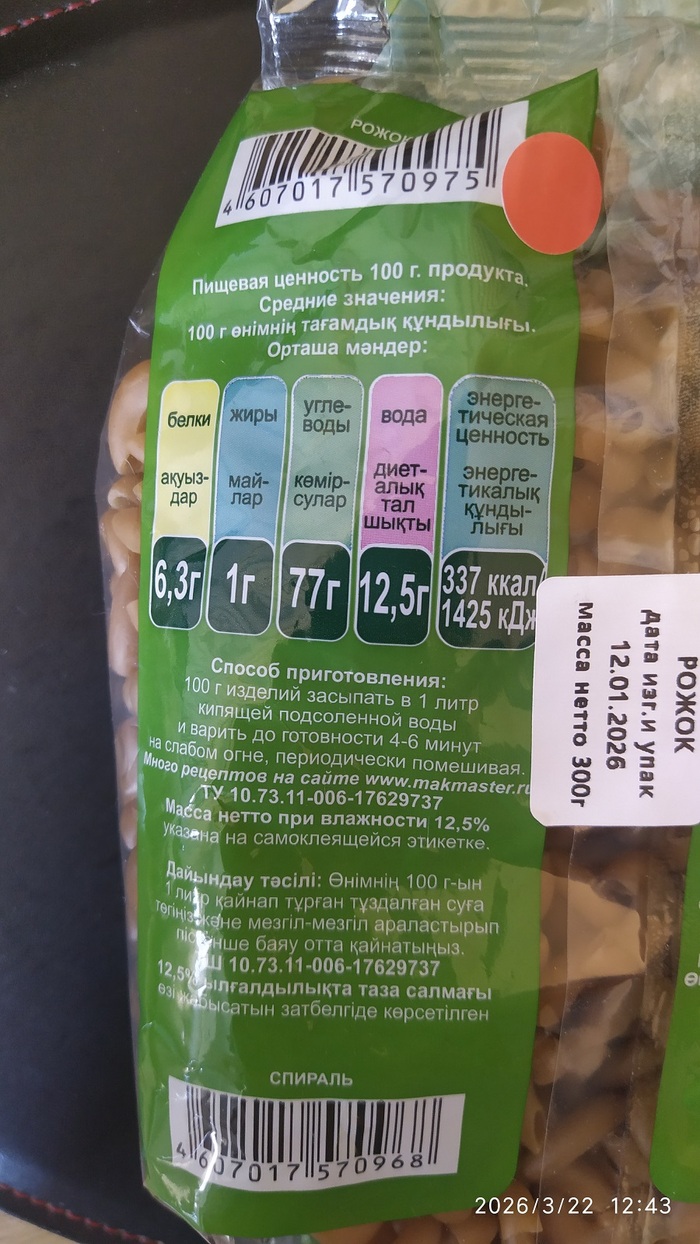 РОЖОК
4 607017 570975
Пищевая ценность 100 г. продукта.
Средние значения:
100 г өнімнің тағамдық құндылығы.
Орташа мәндер:
белки
ақуыз-
дар
6,3г
жиры
май-
лар
1г
угле-
воды
көмір-
сулар
77г
вода
диет-
алық
тал
шықты
12,5г
энерге-
тическая
ценность
энерге-
тикалық
құнды-
лығы
337 ккал/
1425 кДж
Способ приготовления:
100 г изделий засыпать в 1 литр
кипящей подсоленной воды
и варить до готовности 4-6 минут
на слабом огне, периодически помешивая.
Много рецептов на сайте www.makmaster.ru
ТУ 10.73.11-006-17629737
Масса нетто при влажности 12,5%
указана на самоклеящейся этикетке.
Дайындау тәсілі: Өнімнің 100 г-ын
1 литр қайнап тұрған тұздалған суға
және мезгіл-мезгіл араластырып
баяу отта қайнатыңыз.
10.73.11-006-17629737
12,5% ылғалдылықта таза салмағы
өзі жабысатын затбелгіде көрсетілген
СПИРАЛЬ
4 607017 570968
РОЖОК
дата изг.и упак
12.01.2026
масса нетто 300г
2026/3/22 12:43